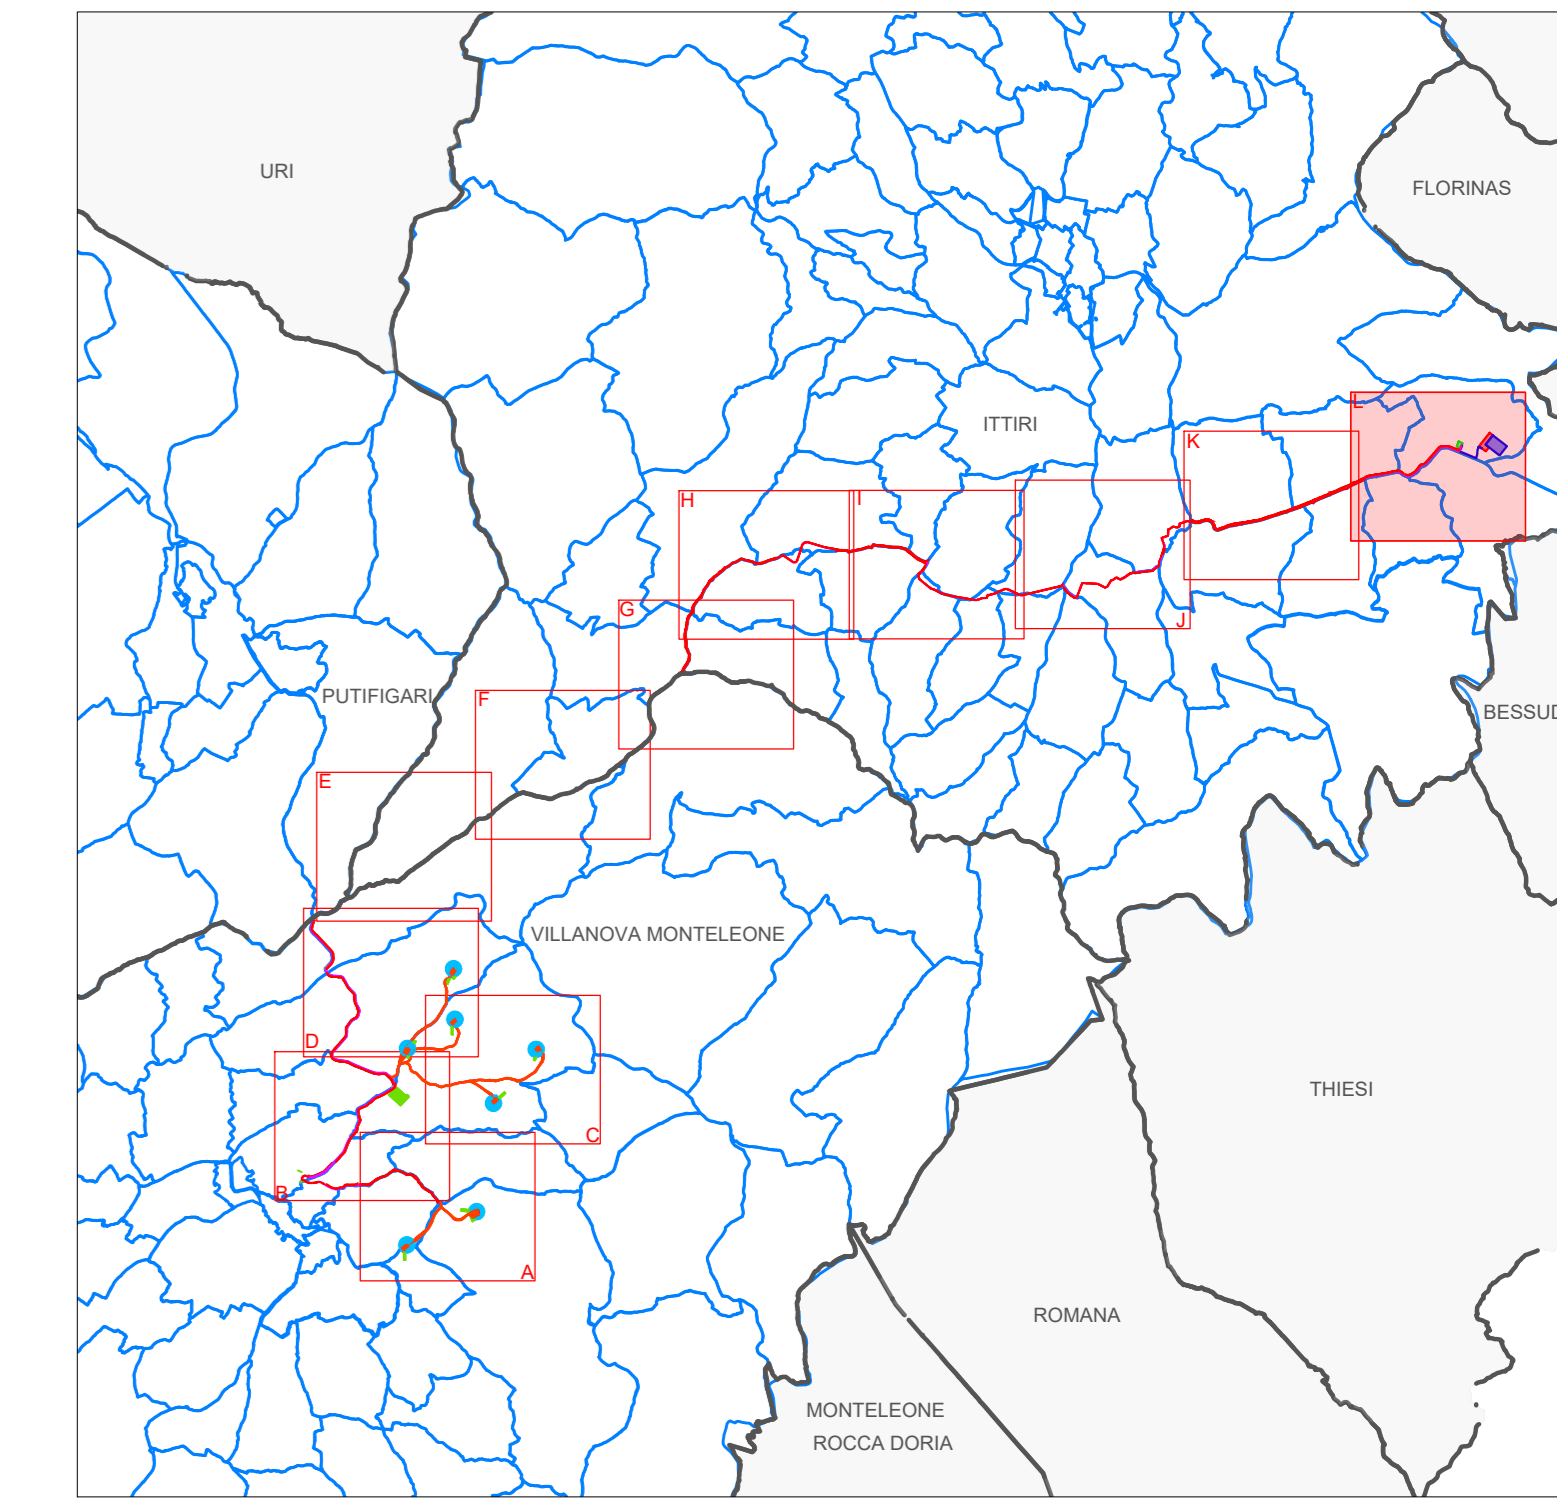 URI
FLORINAS
L
ITTIRI
K
H
I
G
J
PUTIFIGARI
F
BESSUD
E
VILLANOVA MONTELEONE
D
THIESI
C
B
A
ROMANA
MONTELEONE
ROCCA DORIA